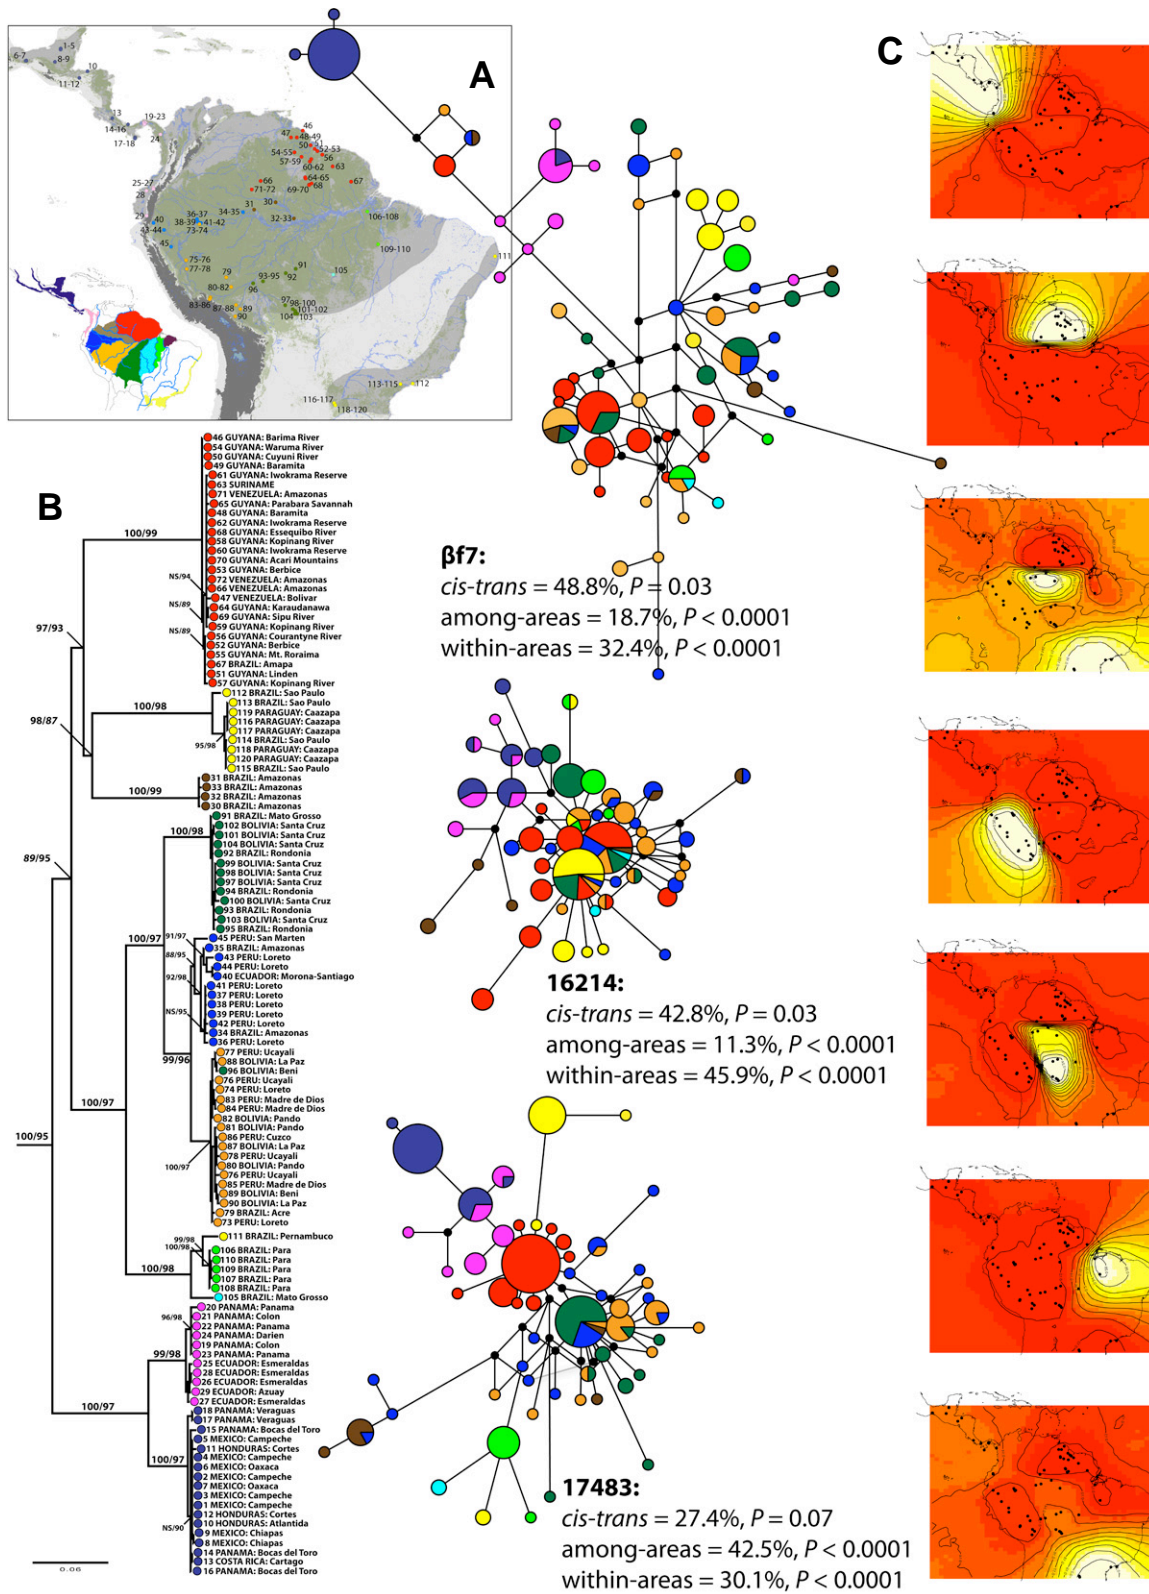 A
C
1-5
6-7
8-9
10
11-12
13
14-16
19-23
17-18
24
46
47
48-49
50
52-53
54-55
56
57-59
60-62
63
64-65
66
67
68
69-70
71-72
25-27
28
29
30
31
32-33
34-35
36-37
38-39
40
41-42
43-44
73-74
45
106-108
109-110
111
75-76
77-78
79
80-82
83-86
87-88
89
90
91
92
93-95
96
97
98-100
101-102
103
104
105
112
113-115
116-117
118-120
B
46 GUYANA: Barima River
54 GUYANA: Waruma River
50 GUYANA: Cuyuni River
49 GUYANA: Baramita
61 GUYANA: Iwokrama Reserve
63 SURINAME
71 VENEZUELA: Amazonas
65 GUYANA: Parabara Savannah
48 GUYANA: Baramita
62 GUYANA: Iwokrama Reserve
68 GUYANA: Essequibo River
58 GUYANA: Kopinang River
60 GUYANA: Iwokrama Reserve
70 GUYANA: Acari Mountains
53 GUYANA: Berbice
72 VENEZUELA: Amazonas
66 VENEZUELA: Amazonas
47 VENEZUELA: Bolivar
64 GUYANA: Karaudanawa
69 GUYANA: Sipu River
59 GUYANA: Kopinang River
56 GUYANA: Courantyne River
52 GUYANA: Berbice
55 GUYANA: Mt. Roraima
67 BRAZIL: Amapa
51 GUYANA: Linden
57 GUYANA: Kopinang River
112 BRAZIL: Sao Paulo
113 BRAZIL: Sao Paulo
119 PARAGUAY: Caazapa
116 PARAGUAY: Caazapa
117 PARAGUAY: Caazapa
114 BRAZIL: Sao Paulo
118 PARAGUAY: Caazapa
120 PARAGUAY: Caazapa
115 BRAZIL: Sao Paulo
31 BRAZIL: Amazonas
33 BRAZIL: Amazonas
32 BRAZIL: Amazonas
30 BRAZIL: Amazonas
91 BRAZIL: Mato Grosso
102 BOLIVIA: Santa Cruz
101 BOLIVIA: Santa Cruz
104 BOLIVIA: Santa Cruz
92 BRAZIL: Rondonia
99 BOLIVIA: Santa Cruz
98 BOLIVIA: Santa Cruz
97 BOLIVIA: Santa Cruz
94 BRAZIL: Rondonia
100 BOLIVIA: Santa Cruz
93 BRAZIL: Rondonia
103 BOLIVIA: Santa Cruz
95 BRAZIL: Rondonia
45 PERU: San Marten
35 BRAZIL: Amazonas
43 PERU: Loreto
44 PERU: Loreto
40 ECUADOR: Morona-Santiago
41 PERU: Loreto
37 PERU: Loreto
38 PERU: Loreto
39 PERU: Loreto
42 PERU: Loreto
34 BRAZIL: Amazonas
36 PERU: Loreto
77 PERU: Ucayali
88 BOLIVIA: La Paz
96 BOLIVIA: Beni
76 PERU: Ucayali
74 PERU: Loreto
83 PERU: Madre de Dios
84 PERU: Madre de Dios
82 BOLIVIA: Pando
81 BOLIVIA: Pando
86 PERU: Cuzco
87 BOLIVIA: La Paz
78 PERU: Ucayali
80 BOLIVIA: Pando
76 PERU: Ucayali
85 PERU: Madre de Dios
89 BOLIVIA: Beni
90 BOLIVIA: La Paz
79 BRAZIL: Acre
73 PERU: Loreto
111 BRAZIL: Pernambuco
106 BRAZIL: Para
110 BRAZIL: Para
109 BRAZIL: Para
107 BRAZIL: Para
108 BRAZIL: Para
105 BRAZIL: Mato Grosso
20 PANAMA: Panama
21 PANAMA: Colon
22 PANAMA: Panama
24 PANAMA: Darien
19 PANAMA: Colon
23 PANAMA: Panama
25 ECUADOR: Esmeraldas
28 ECUADOR: Esmeraldas
26 ECUADOR: Esmeraldas
29 ECUADOR: Azuay
27 ECUADOR: Esmeraldas
18 PANAMA: Veraguas
17 PANAMA: Veraguas
15 PANAMA: Bocas del Toro
5 MEXICO: Campeche
11 HONDURAS: Cortes
4 MEXICO: Campeche
6 MEXICO: Oaxaca
2 MEXICO: Campeche
7 MEXICO: Oaxaca
3 MEXICO: Campeche
1 MEXICO: Campeche
12 HONDURAS: Cortes
10 HONDURAS: Atlantida
9 MEXICO: Chiapas
8 MEXICO: Chiapas
14 PANAMA: Bocas del Toro
13 COSTA RICA: Cartago
16 PANAMA: Bocas del Toro
100/99
NS/94
NS/89
NS/89
97/93
98/87
100/98
95/98
100/99
89/95
100/98
100/97
91/97
88/95
92/98
NS/95
99/96
100/97
100/97
100/95
99/98
100/98
100/98
96/98
99/98
100/97
100/97
NS/90
0.06
βf7:
cis-trans = 48.8%, P = 0.03
among-areas = 18.7%, P < 0.0001
within-areas = 32.4%, P < 0.0001
16214:
cis-trans = 42.8%, P = 0.03
among-areas = 11.3%, P < 0.0001
within-areas = 45.9%, P < 0.0001
17483:
cis-trans = 27.4%, P = 0.07
among-areas = 42.5%, P < 0.0001
within-areas = 30.1%, P < 0.0001